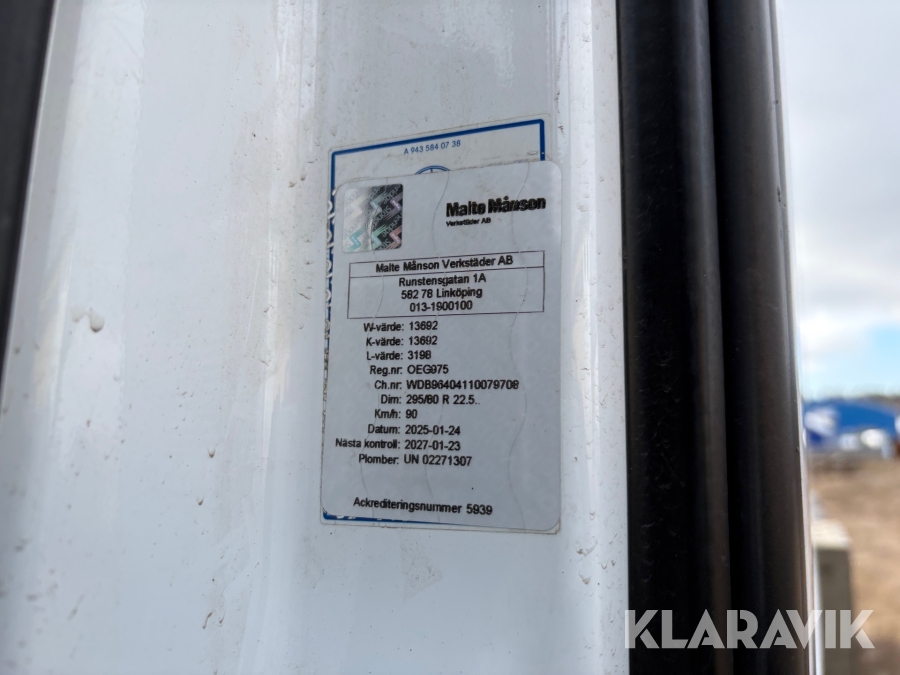 A 943 584 07 38
Malte Månson
Verkstäder AB
Malte Månson Verkstäder AB
Runstensgatan 1A
582 78 Linköping
013-1900100
W-värde: 13692
K-värde: 13692
L-värde: 3198
Reg.nr: OEG975
Ch.nr: WDB96404110079708
Dim: 295/80 R 22.5..
Km/h: 90
Datum: 2025-01-24
Nästa kontroll: 2027-01-23
Plomber: UN 02271307
Ackrediteringsnummer 5939
KLARAVIK